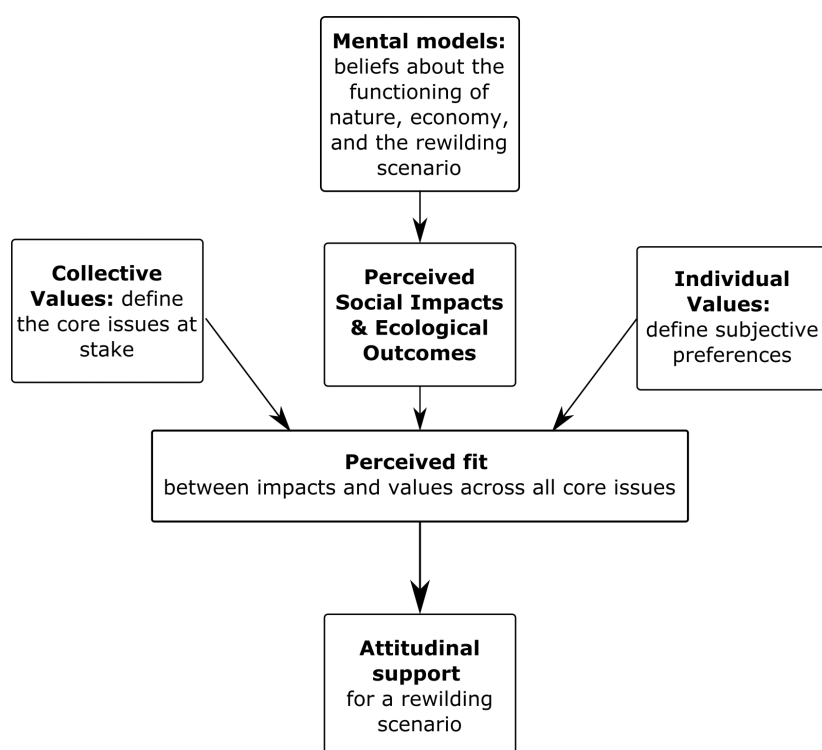 Mental models:
beliefs about the
functioning of
nature, economy,
and the rewilding
scenario
Collective
Values: define
the core issues at
stake
Perceived
Social Impacts
& Ecological
Outcomes
Individual
Values:
define subjective
preferences
Perceived fit
between impacts and values across all core issues
Attitudinal
support
for a rewilding
scenario